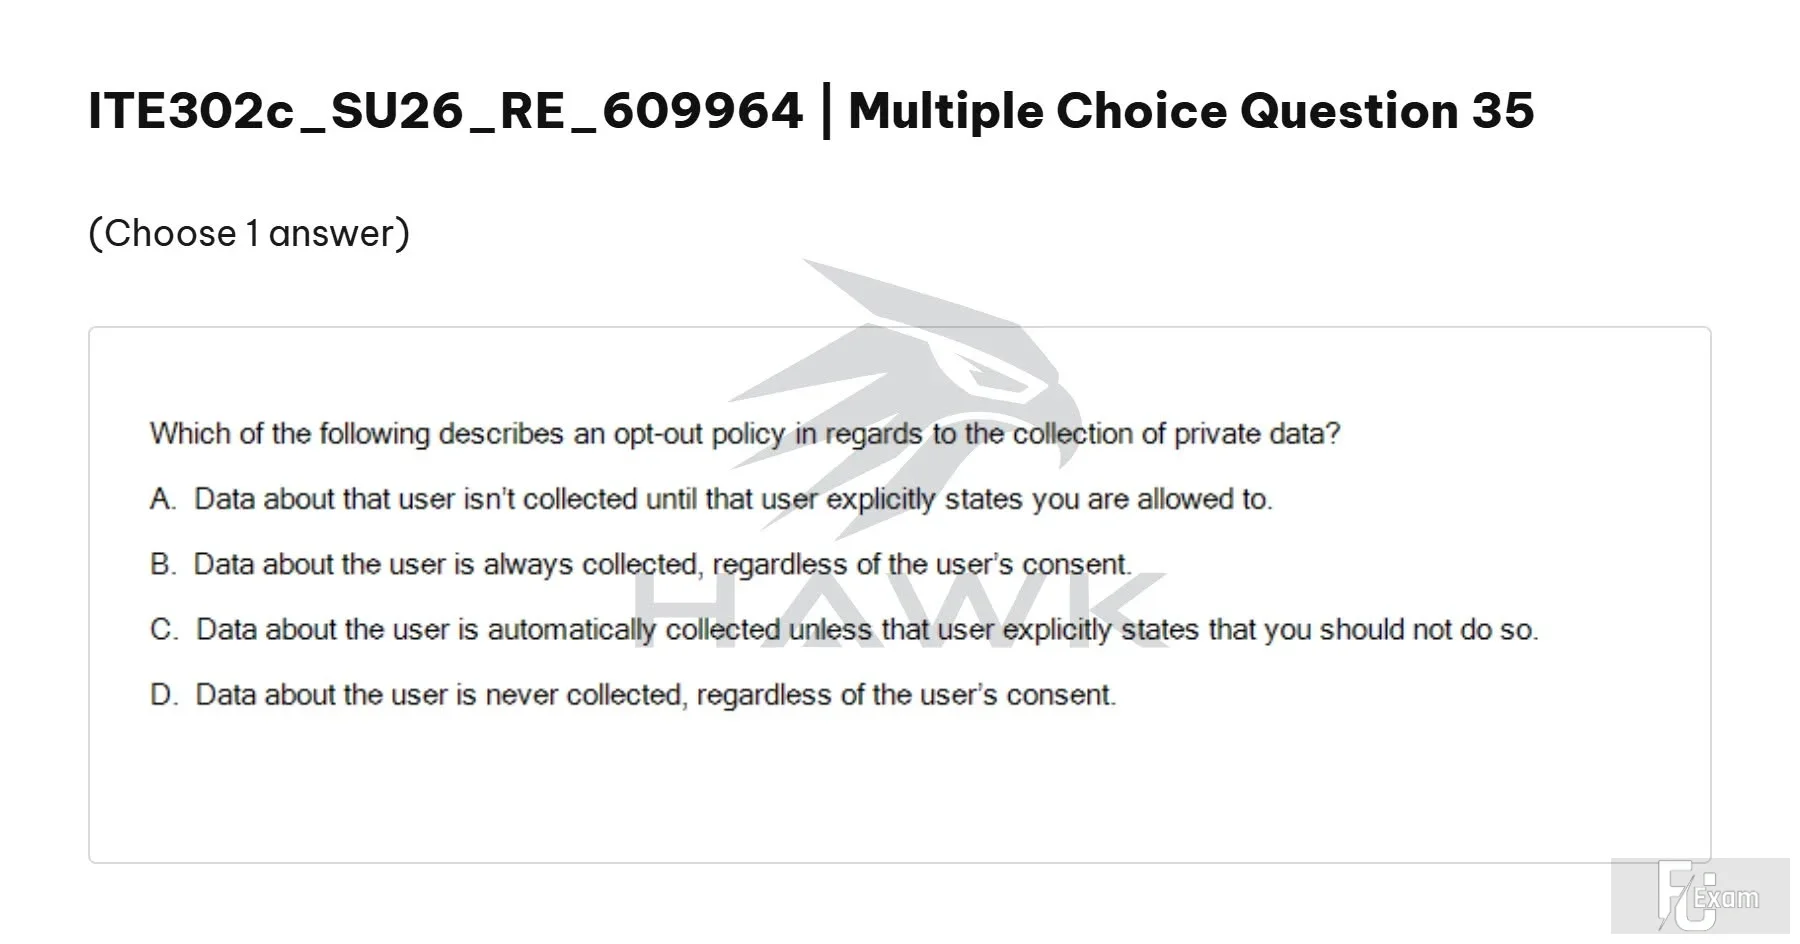 ITE302c_SU26_RE_609964 | Multiple Choice Question 35
(Choose 1 answer)
Which of the following describes an opt-out policy in regards to the collection of private data?
A. Data about that user isn't collected until that user explicitly states you are allowed to.
B. Data about the user is always collected, regardless of the user's consent.
HAWK
C. Data about the user is automatically collected unless that user explicitly states that you should not do so.
D. Data about the user is never collected, regardless of the user's consent.
FU Exam